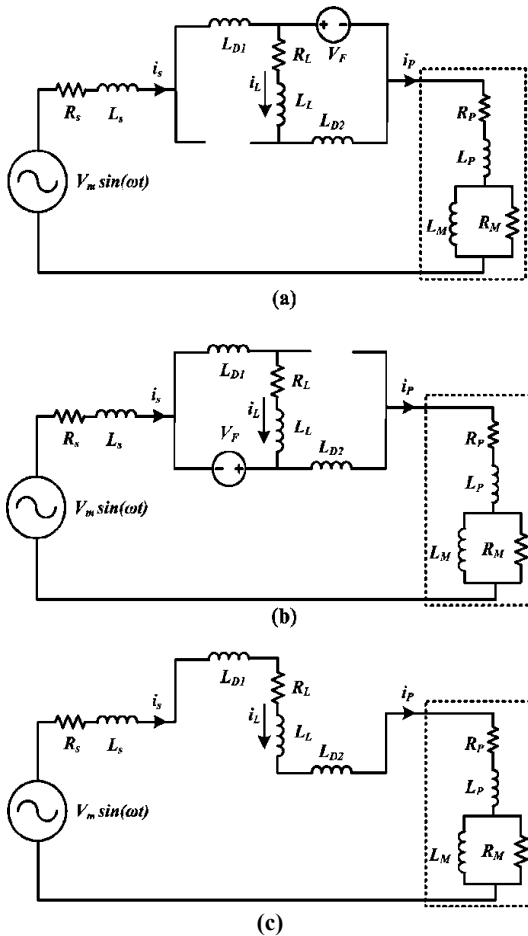 L_D1
+ -
V_F
R_L
i_s
i_L
L_L
i_P
R_s
L_s
L_D2
R_P
V_m sin(ωt)
L_P
L_M
R_M
(a)
L_D1
R_L
i_s
i_L
L_L
i_P
R_s
L_s
V_F
- +
L_D2
R_P
V_m sin(ωt)
L_P
L_M
R_M
(b)
L_D1
R_L
i_s
i_L
L_L
i_P
R_s
L_s
L_D2
R_P
V_m sin(ωt)
L_P
L_M
R_M
(c)